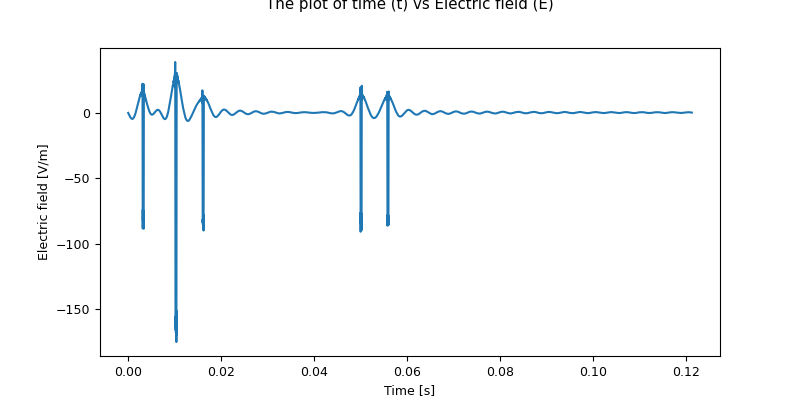 The plot of time (t) vs Electric field (E)
Electric field [V/m]
0
−50
−100
−150
0.00 0.02 0.04 0.06 0.08 0.10 0.12
Time [s]